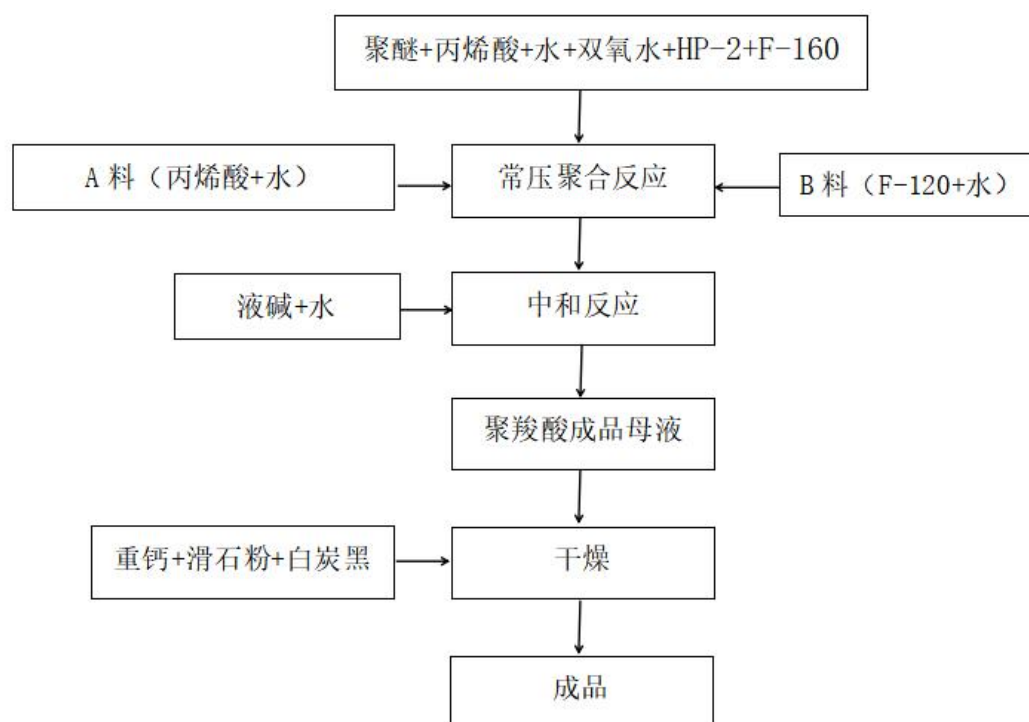 聚醚+丙烯酸+水+双氧水+HP-2+F-160
A料（丙烯酸+水）
常压聚合反应
B料（F-120+水）
液碱+水
中和反应
聚羧酸成品母液
重钙+滑石粉+白炭黑
干燥
成品